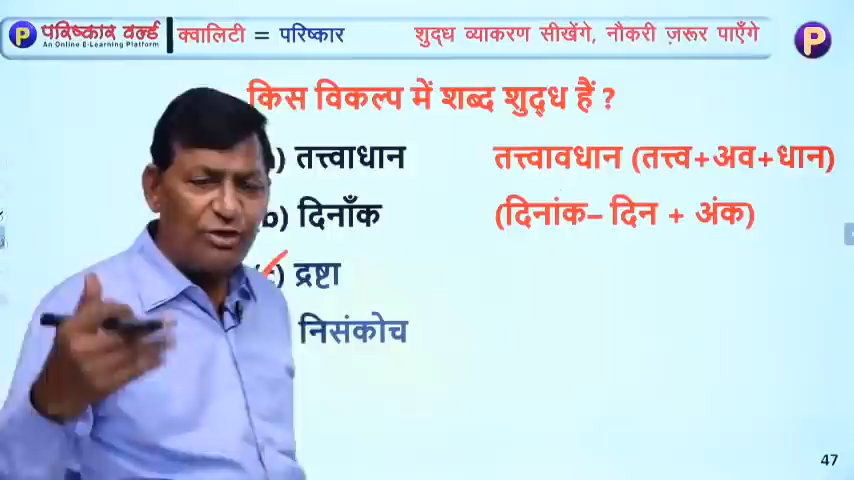 परिष्कार वर्ल्ड
An Online E-Learning Platform
क्वालिटी = परिष्कार
शुद्ध व्याकरण सीखेंगे, नौकरी ज़रूर पाएँगे
किस विकल्प में शब्द शुद्ध हैं ?
) तत्त्वाधान तत्त्वावधान (तत्त्व+अव+धान)
b) दिनाँक (दिनांक– दिन + अंक)
(c) द्रष्टा
निसंकोच
47